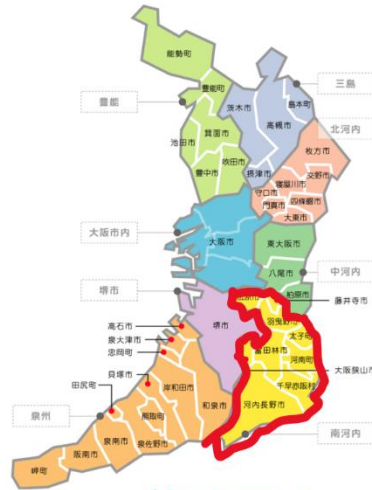 能勢町
豊能町
三島
茨木市
島本町
豊能
高槻市
箕面市
北河内
池田市
枚方市
吹田市
摂津市
交野市
豊中市
寝屋川市
守口市
四條畷市
門真市
大東市
大阪市内
大阪市
東大阪市
八尾市
中河内
堺市
柏原市
藤井寺市
羽曳野市
高石市
堺市
太子町
泉大津市
富田林市
河南町
忠岡町
大阪狭山市
貝塚市
千早赤阪村
岸和田市
田尻町
和泉市
河内長野市
泉州
熊取町
南河内
泉南市
泉佐野市
阪南市
岬町